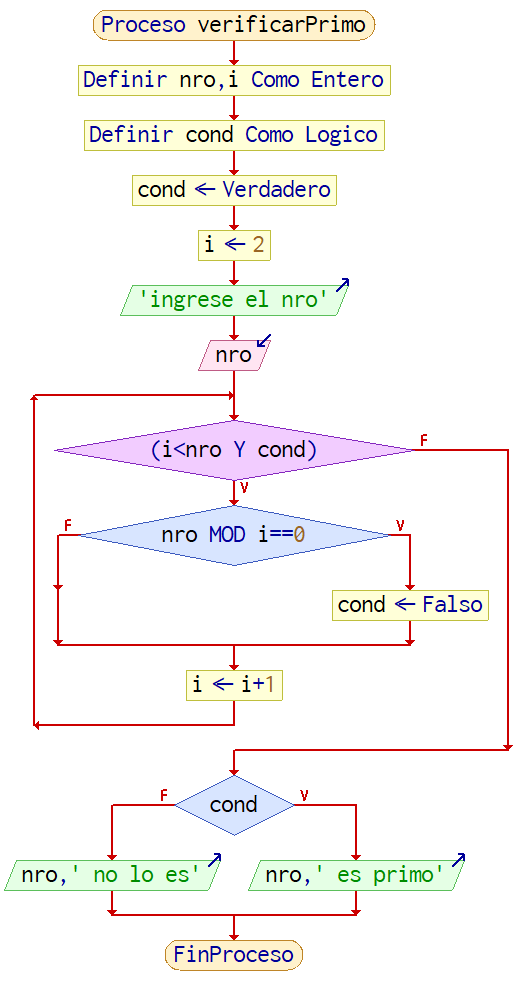 Proceso verificarPrimo
Definir nro,i Como Entero
Definir cond Como Logico
cond ← Verdadero
i ← 2
'ingrese el nro'
nro
(i<nro Y cond)
F
V
nro MOD i==0
F
V
cond ← Falso
i ← i+1
cond
F
V
nro,' no lo es'
nro,' es primo'
FinProceso